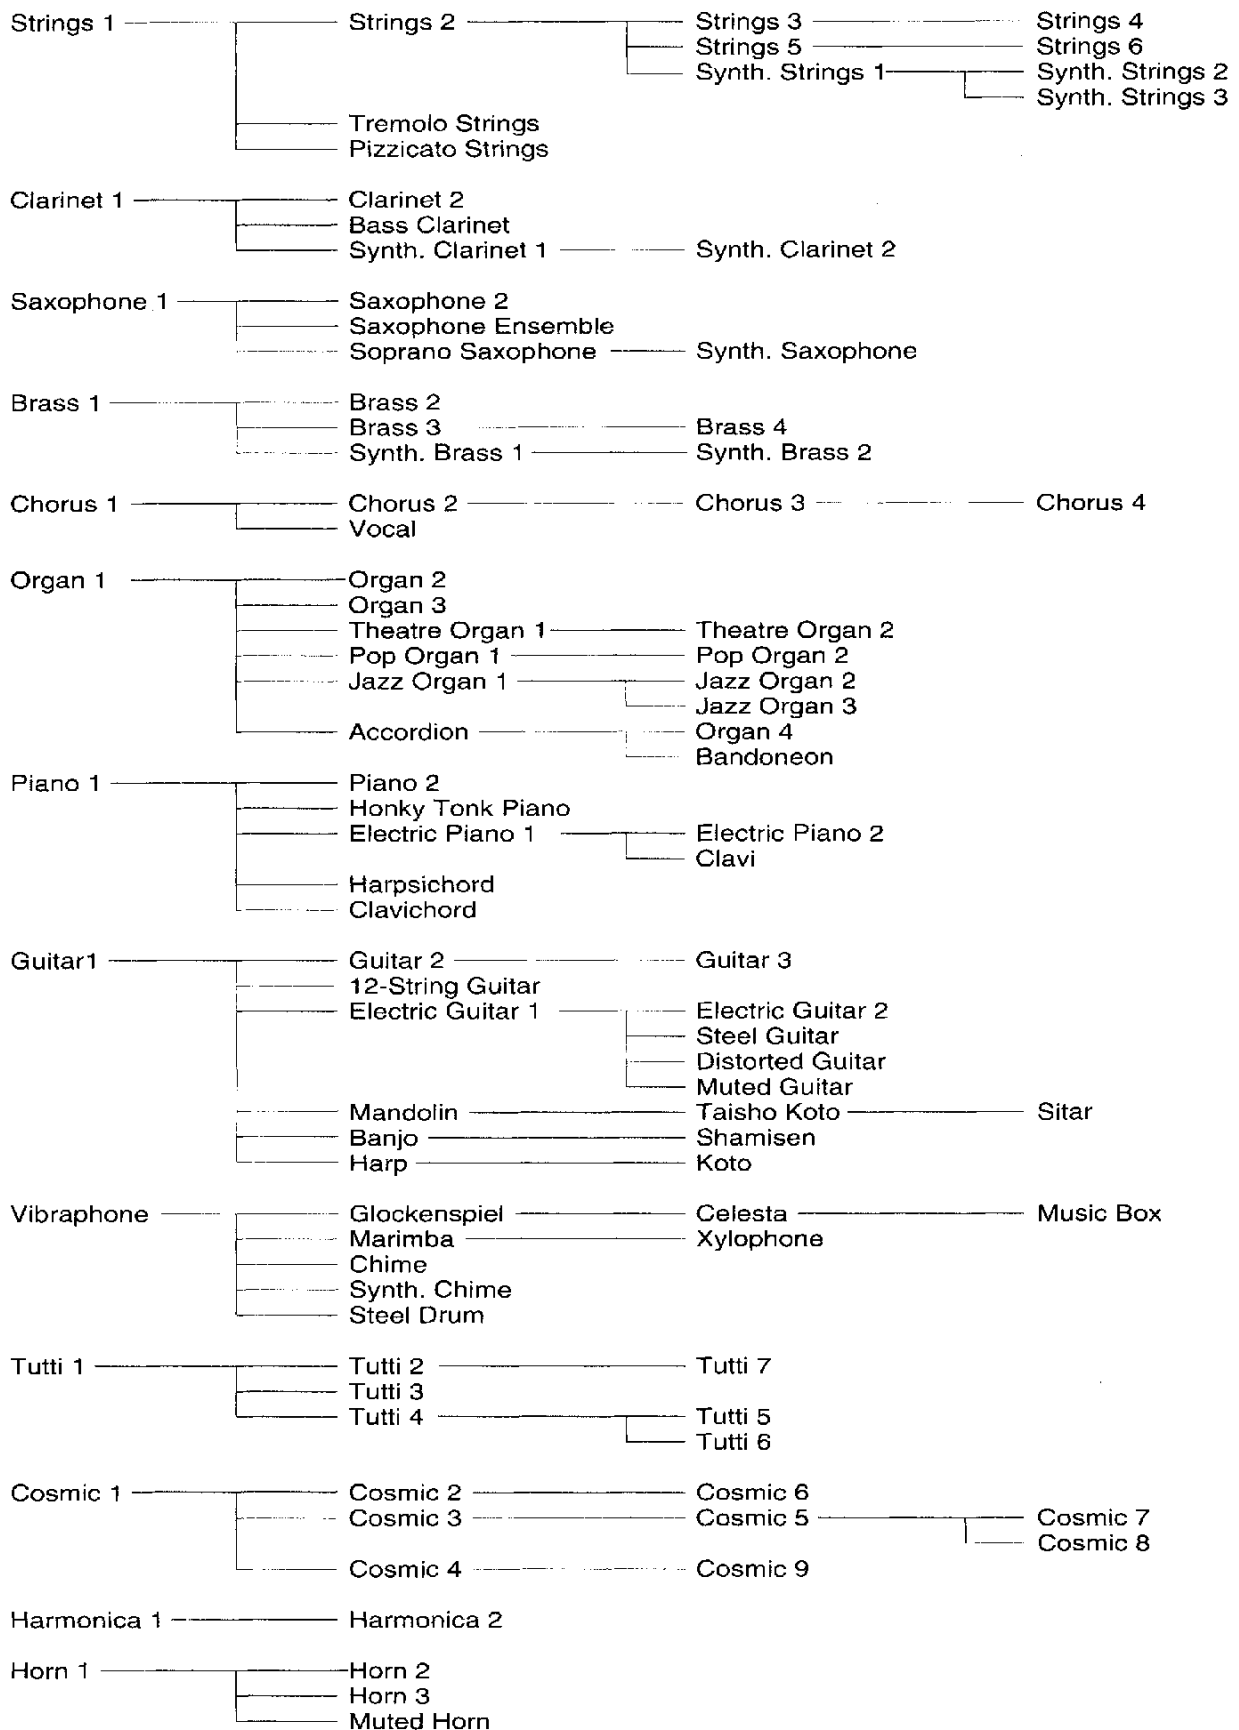 Strings 1 Strings 2 Strings 3 Strings 4
Strings 5 Strings 6
Synth. Strings 1 Synth. Strings 2
Synth. Strings 3
Tremolo Strings
Pizzicato Strings
Clarinet 1 Clarinet 2
Bass Clarinet
Synth. Clarinet 1 Synth. Clarinet 2
Saxophone 1 Saxophone 2
Saxophone Ensemble
Soprano Saxophone Synth. Saxophone
Brass 1 Brass 2
Brass 3 Brass 4
Synth. Brass 1 Synth. Brass 2
Chorus 1 Chorus 2 Chorus 3 Chorus 4
Vocal
Organ 1 Organ 2
Organ 3
Theatre Organ 1 Theatre Organ 2
Pop Organ 1 Pop Organ 2
Jazz Organ 1 Jazz Organ 2
Jazz Organ 3
Accordion Organ 4
Bandoneon
Piano 1 Piano 2
Honky Tonk Piano
Electric Piano 1 Electric Piano 2
Clavi
Harpsichord
Clavichord
Guitar1 Guitar 2 Guitar 3
12-String Guitar
Electric Guitar 1 Electric Guitar 2
Steel Guitar
Distorted Guitar
Muted Guitar
Mandolin Taisho Koto Sitar
Banjo Shamisen
Harp Koto
Vibraphone Glockenspiel Celesta Music Box
Marimba Xylophone
Chime
Synth. Chime
Steel Drum
Tutti 1 Tutti 2 Tutti 7
Tutti 3
Tutti 4 Tutti 5
Tutti 6
Cosmic 1 Cosmic 2 Cosmic 6
Cosmic 3 Cosmic 5 Cosmic 7
Cosmic 8
Cosmic 4 Cosmic 9
Harmonica 1 Harmonica 2
Horn 1 Horn 2
Horn 3
Muted Horn